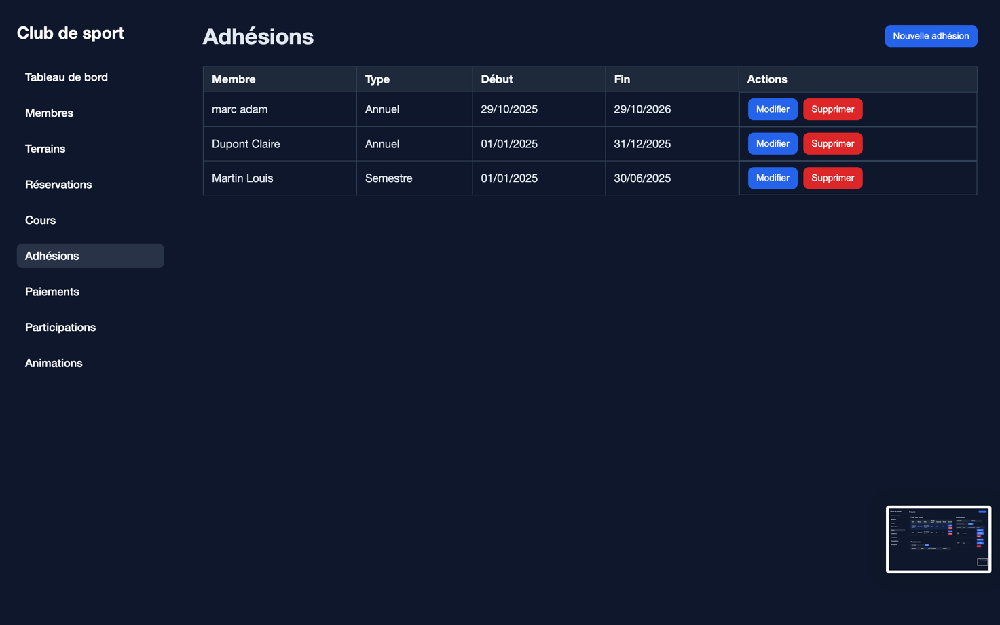 Club de sport
Tableau de bord
Membres
Terrains
Réservations
Cours
Adhésions
Paiements
Participations
Animations
Adhésions
Nouvelle adhésion
Membre Type Début Fin Actions
marc adam Annuel 29/10/2025 29/10/2026 Modifier Supprimer
Dupont Claire Annuel 01/01/2025 31/12/2025 Modifier Supprimer
Martin Louis Semestre 01/01/2025 30/06/2025 Modifier Supprimer